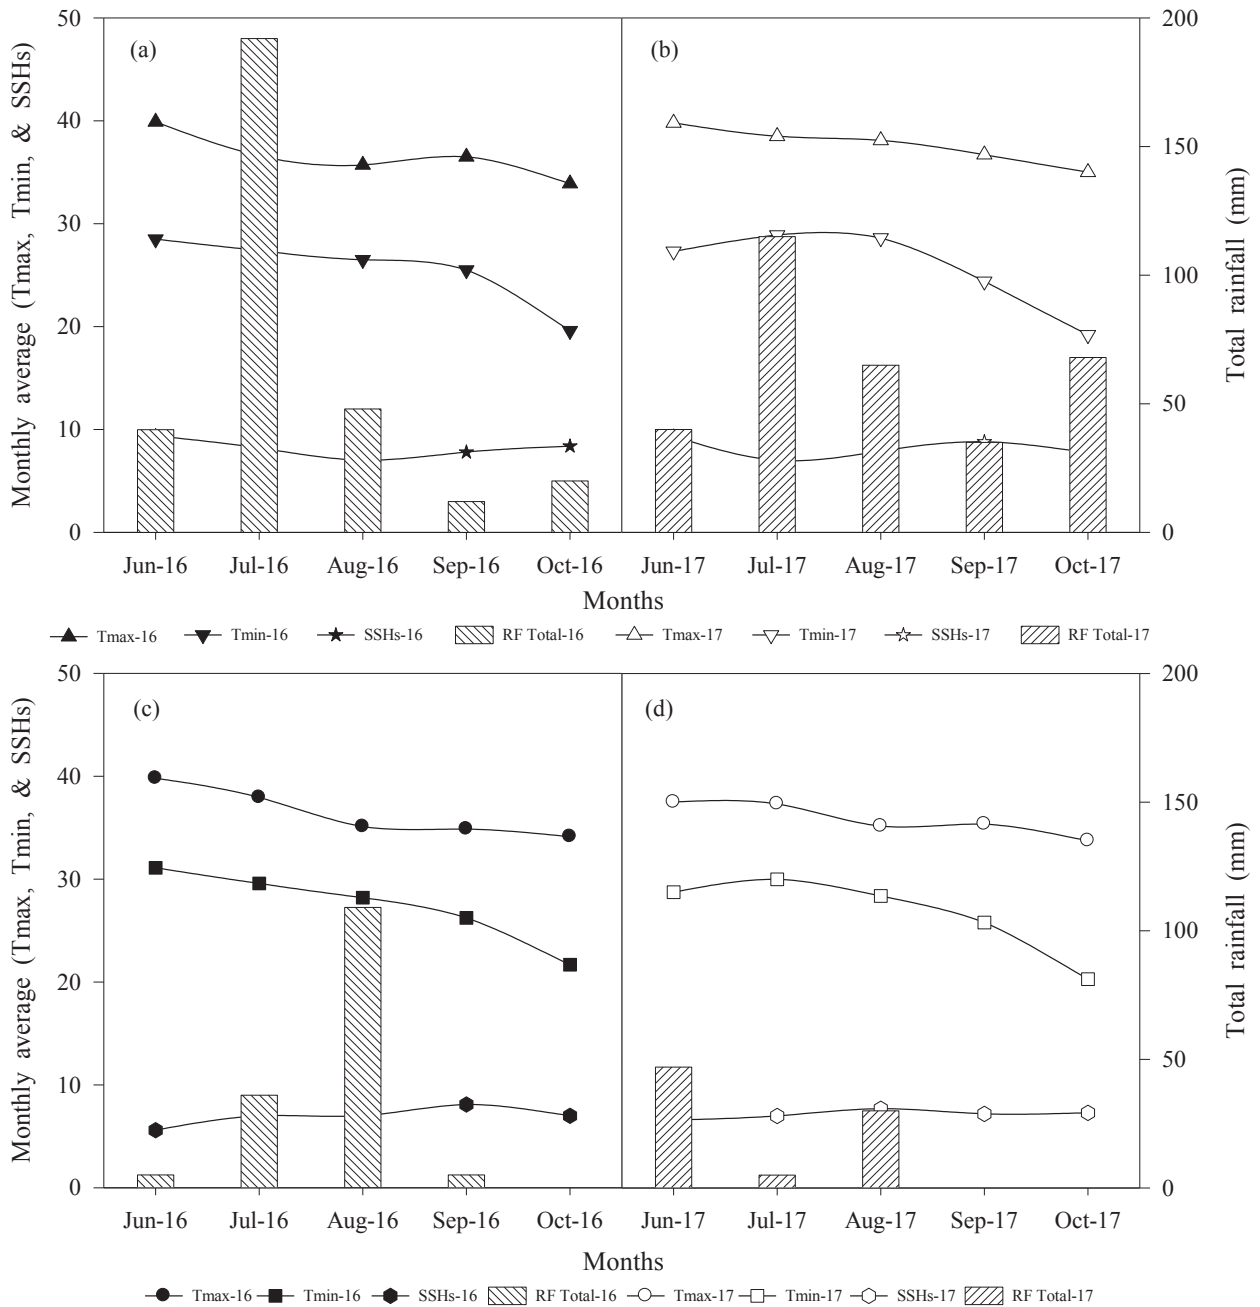 50
40
30
20
10
0
Monthly average (Tmax, Tmin, & SSHs)
(a)
(b)
200
150
100
50
0
Total rainfall (mm)
Jun-16 Jul-16 Aug-16 Sep-16 Oct-16 Jun-17 Jul-17 Aug-17 Sep-17 Oct-17
Months
Tmax-16 Tmin-16 SSHs-16 RF Total-16 Tmax-17 Tmin-17 SSHs-17 RF Total-17
50
40
30
20
10
0
Monthly average (Tmax, Tmin, & SSHs)
(c)
(d)
200
150
100
50
0
Total rainfall (mm)
Jun-16 Jul-16 Aug-16 Sep-16 Oct-16 Jun-17 Jul-17 Aug-17 Sep-17 Oct-17
Months
Tmax-16 Tmin-16 SSHs-16 RF Total-16 Tmax-17 Tmin-17 SSHs-17 RF Total-17